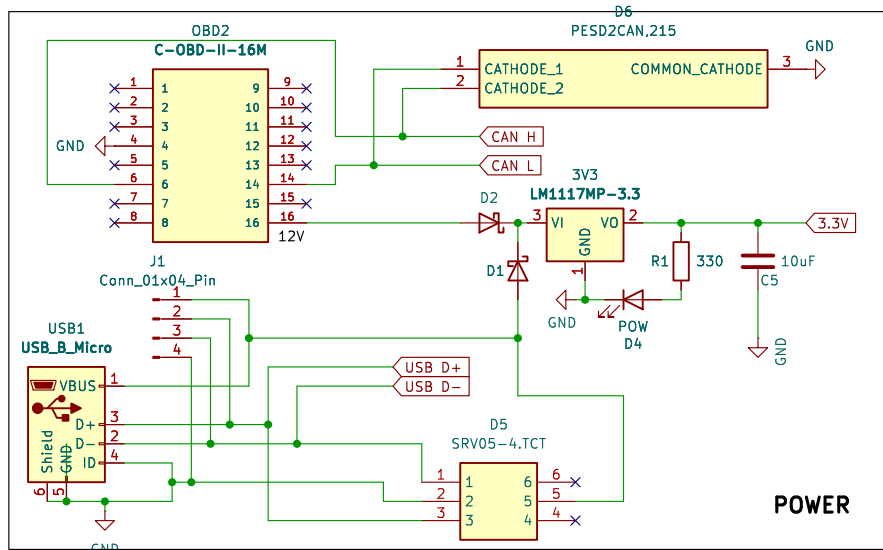 D6
PESD2CAN,215
OBD2
C-OBD-II-16M
1 CATHODE_1 COMMON_CATHODE 3 GND
2 CATHODE_2
1 1 9 9
2 2 10 10
3 3 11 11
GND 4 4 12 12
5 5 13 13
6 6 14 14
7 7 15 15
8 8 16 16
12V
CAN H
CAN L
3V3
LM1117MP-3.3
D2
3 VI VO 2
GND
1
3.3V
D1
R1 330
10uF
C5
GND
POW
D4
GND
J1
Conn_01x04_Pin
1
2
3
4
USB1
USB_B_Micro
VBUS 1
D+ 3
D- 2
ID 4
Shield
GND
6 5
GND
USB D+
USB D-
D5
SRV05-4.TCT
1 1 6 6
2 2 5 5
3 3 4 4
POWER